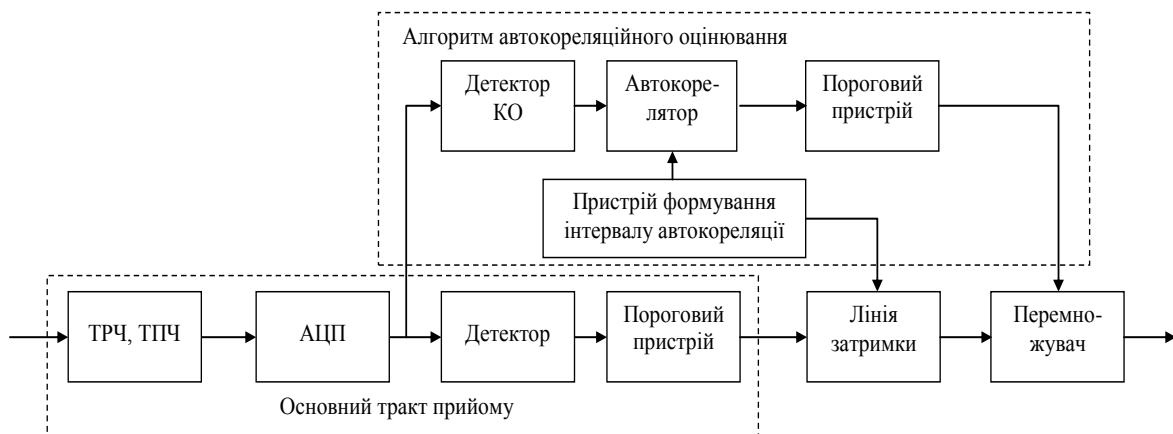 Алгоритм автокореляційного оцінювання
Детектор
КО
Автокоре-
лятор
Пороговий
пристрій
Пристрій формування
інтервалу автокореляції
ТРЧ, ТПЧ
АЦП
Детектор
Пороговий
пристрій
Лінія
затримки
Перемно-
жувач
Основний тракт прийому